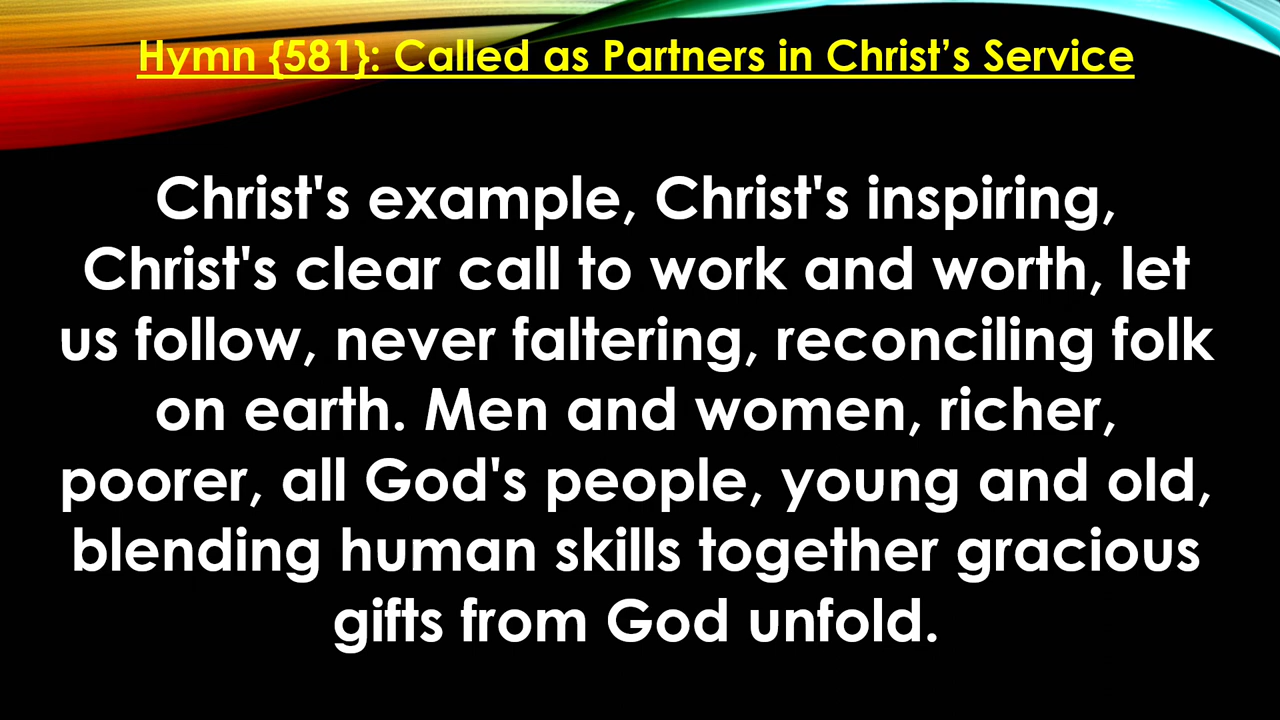 Hymn {581}: Called as Partners in Christ’s Service
Christ's example, Christ's inspiring,
Christ's clear call to work and worth, let
us follow, never faltering, reconciling folk
on earth. Men and women, richer,
poorer, all God's people, young and old,
blending human skills together gracious
gifts from God unfold.